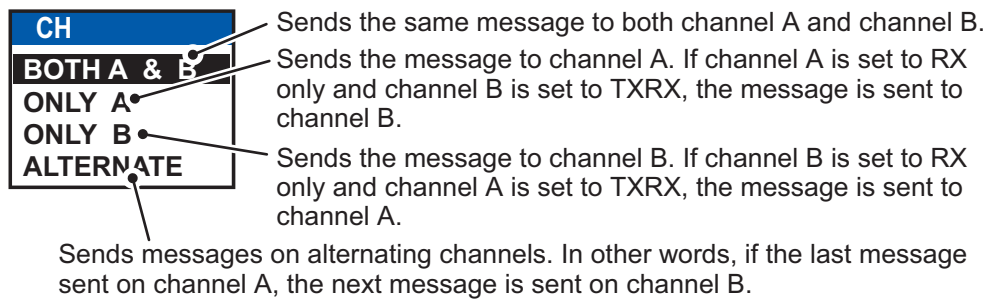 CH
BOTH A & B
ONLY A
ONLY B
ALTERNATE
Sends the same message to both channel A and channel B.
Sends the message to channel A. If channel A is set to RX
only and channel B is set to TXRX, the message is sent to
channel B.
Sends the message to channel B. If channel B is set to RX
only and channel A is set to TXRX, the message is sent to
channel A.
Sends messages on alternating channels. In other words, if the last message
sent on channel A, the next message is sent on channel B.